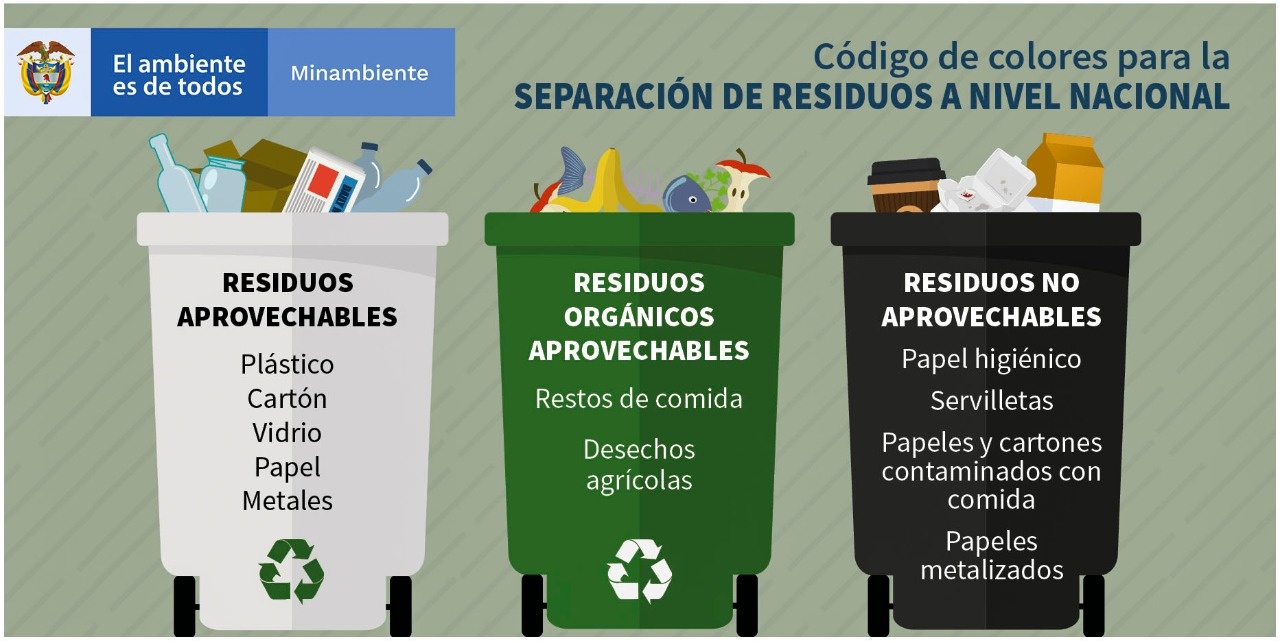 El ambiente
es de todos
Minambiente
Código de colores para la
SEPARACIÓN DE RESIDUOS A NIVEL NACIONAL
RESIDUOS
APROVECHABLES
Plástico
Cartón
Vidrio
Papel
Metales
RESIDUOS
ORGÁNICOS
APROVECHABLES
Restos de comida
Desechos
agrícolas
RESIDUOS NO
APROVECHABLES
Papel higiénico
Servilletas
Papeles y cartones
contaminados con
comida
Papeles
metalizados